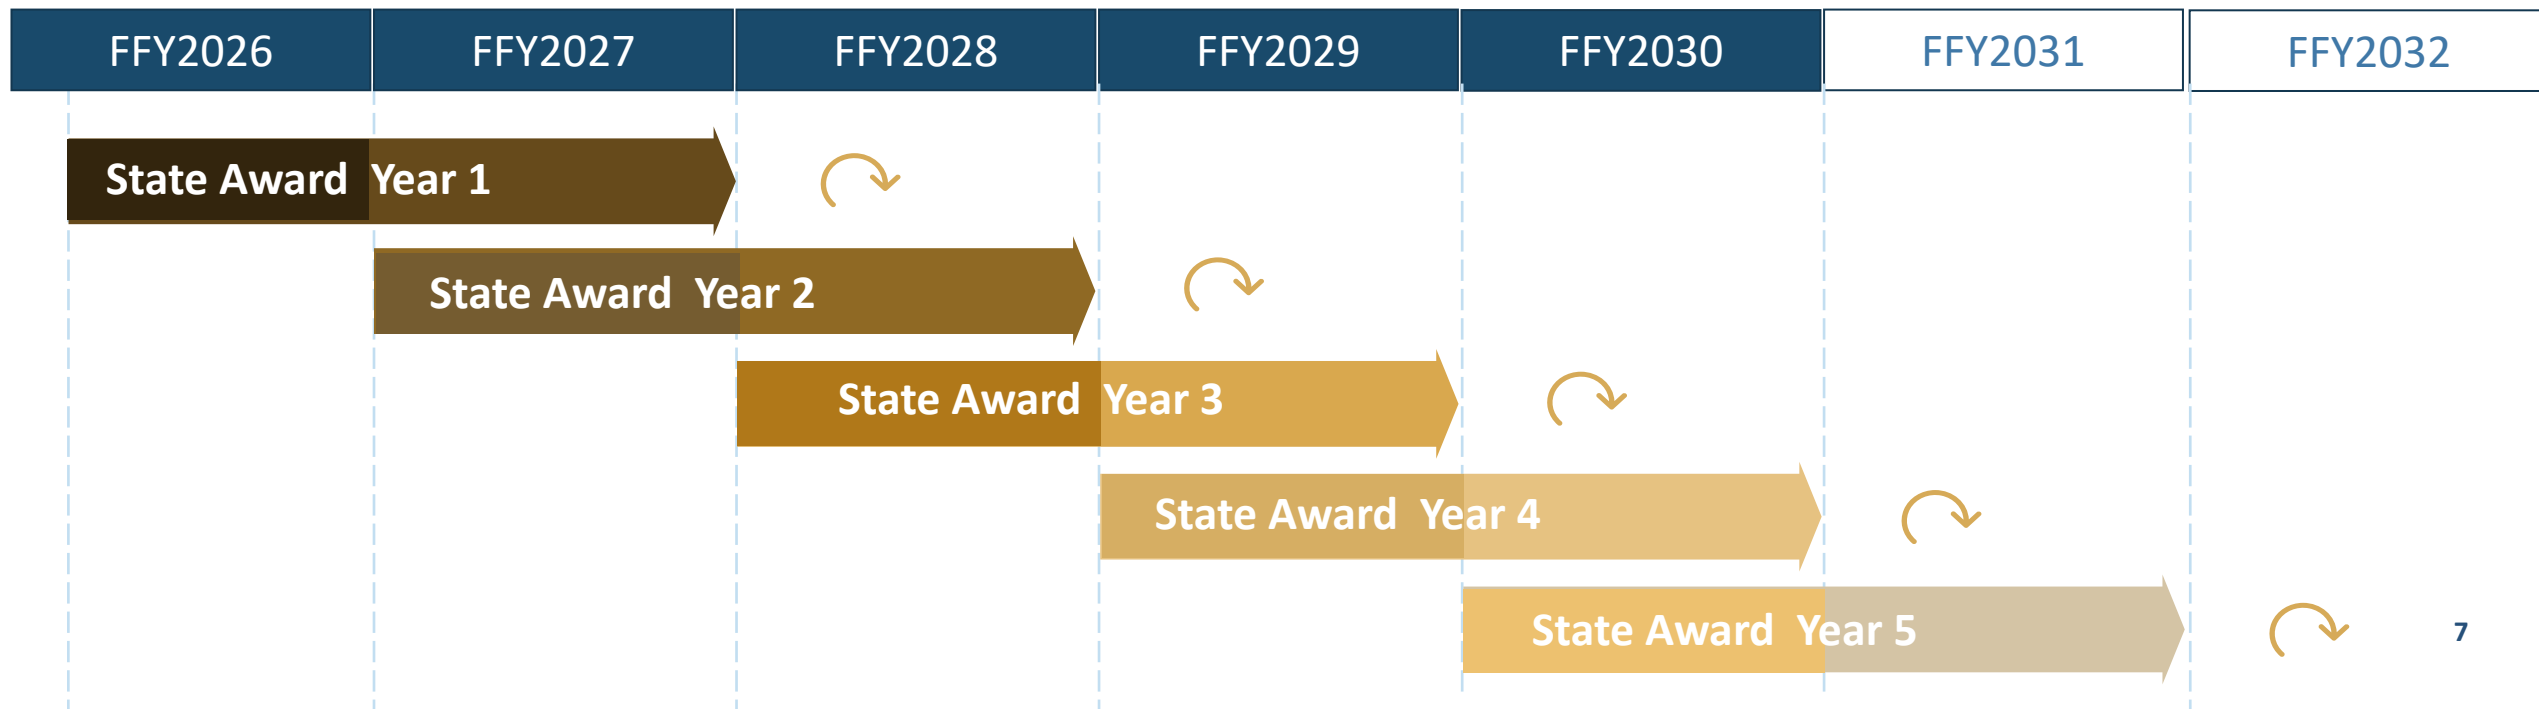 FFY2026 FFY2027 FFY2028 FFY2029 FFY2030 FFY2031 FFY2032
State Award Year 1
State Award Year 2
State Award Year 3
State Award Year 4
State Award Year 5
7